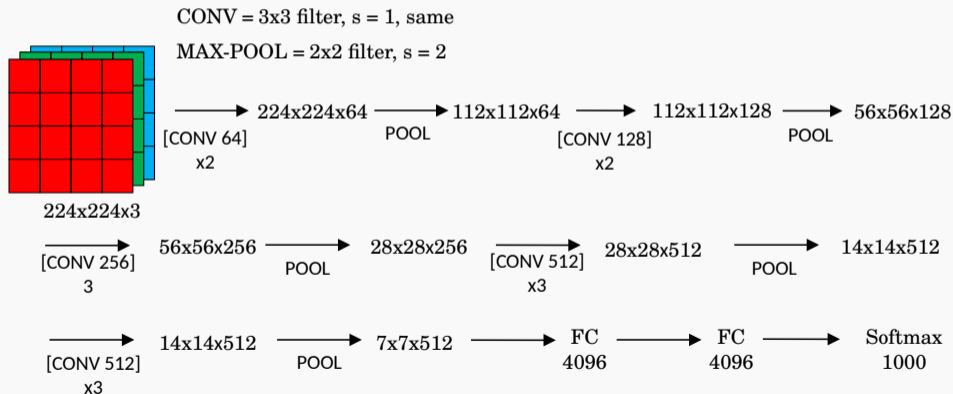 CONV = 3x3 filter, s = 1, same
MAX-POOL = 2x2 filter, s = 2
224x224x3
[CONV 64]
x2
224x224x64
POOL
112x112x64
[CONV 128]
x2
112x112x128
POOL
56x56x128
[CONV 256]
3
56x56x256
POOL
28x28x256
[CONV 512]
x3
28x28x512
POOL
14x14x512
[CONV 512]
x3
14x14x512
POOL
7x7x512
FC
4096
FC
4096
Softmax
1000